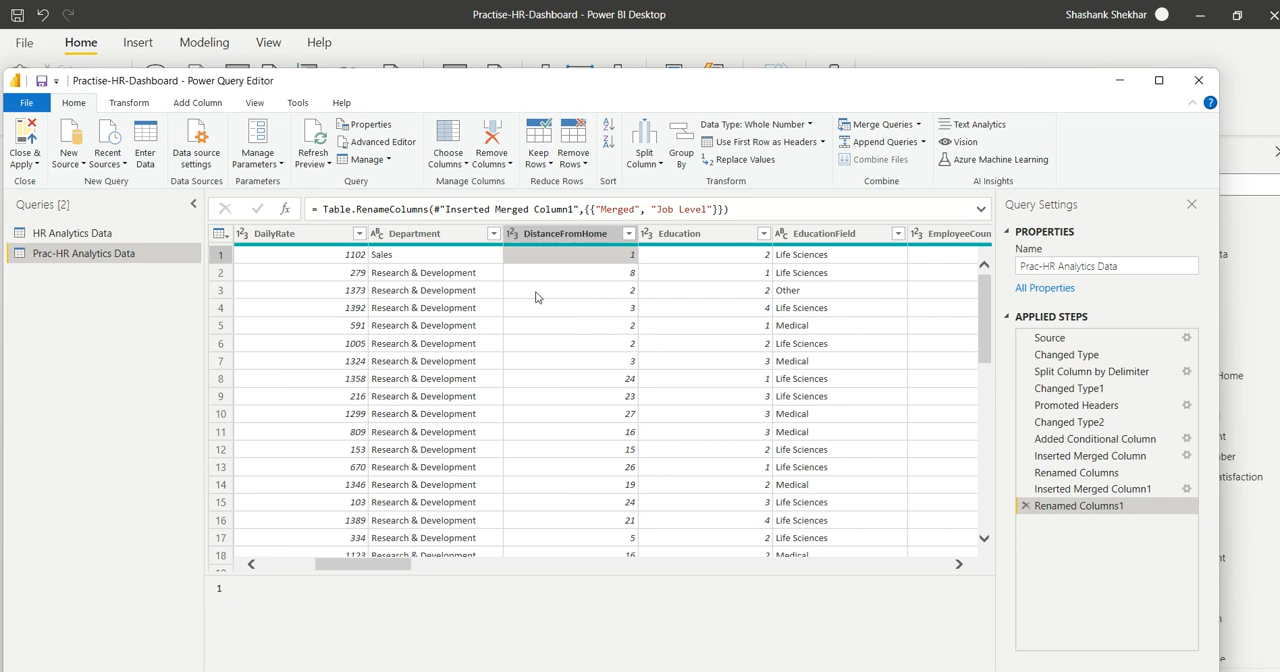 Practise-HR-Dashboard - Power BI Desktop
Shashank Shekhar
File Home Insert Modeling View Help
Practise-HR-Dashboard - Power Query Editor
File Home Transform Add Column View Tools Help
Close & Apply
New Source
Recent Sources
Enter Data
Data source settings
Manage Parameters
Refresh Preview
Properties
Advanced Editor
Manage
Choose Columns
Remove Columns
Keep Rows
Remove Rows
Split Column
Group By
Data Type: Whole Number
Use First Row as Headers
Replace Values
Merge Queries
Append Queries
Combine Files
Text Analytics
Vision
Azure Machine Learning
Close
New Query
Data Sources
Parameters
Query
Manage Columns
Reduce Rows
Sort
Transform
Combine
AI Insights
Queries [2]
HR Analytics Data
Prac-HR Analytics Data
fx = Table.RenameColumns(#"Inserted Merged Column1",{{"Merged", "Job Level"}})
DailyRate Department DistanceFromHome Education EducationField EmployeeCoun
1 1102 Sales 1 2 Life Sciences
2 279 Research & Development 8 1 Life Sciences
3 1373 Research & Development 2 2 Other
4 1392 Research & Development 3 4 Life Sciences
5 591 Research & Development 2 1 Medical
6 1005 Research & Development 2 2 Life Sciences
7 1324 Research & Development 3 3 Medical
8 1358 Research & Development 24 1 Life Sciences
9 216 Research & Development 23 3 Life Sciences
10 1299 Research & Development 27 3 Medical
11 809 Research & Development 16 3 Medical
12 153 Research & Development 15 2 Life Sciences
13 670 Research & Development 26 1 Life Sciences
14 1346 Research & Development 19 2 Medical
15 103 Research & Development 24 3 Life Sciences
16 1389 Research & Development 21 4 Life Sciences
17 334 Research & Development 5 2 Life Sciences
18 1123 Research & Development 16 2 Medical
1
Query Settings
PROPERTIES
Name
Prac-HR Analytics Data
All Properties
APPLIED STEPS
Source
Changed Type
Split Column by Delimiter
Changed Type1
Promoted Headers
Changed Type2
Added Conditional Column
Inserted Merged Column
Renamed Columns
Inserted Merged Column1
Renamed Columns1
ta
Home
nt
ber
atisfaction
nt